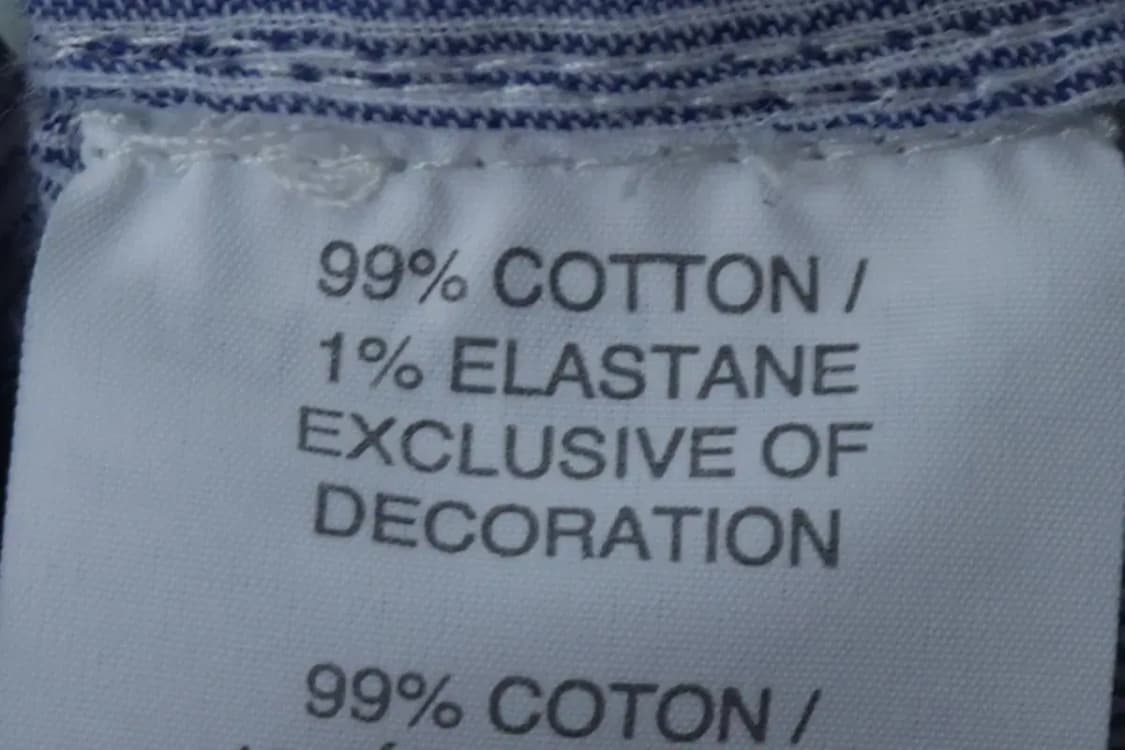 99% COTTON /
1% ELASTANE
EXCLUSIVE OF
DECORATION
99% COTON /